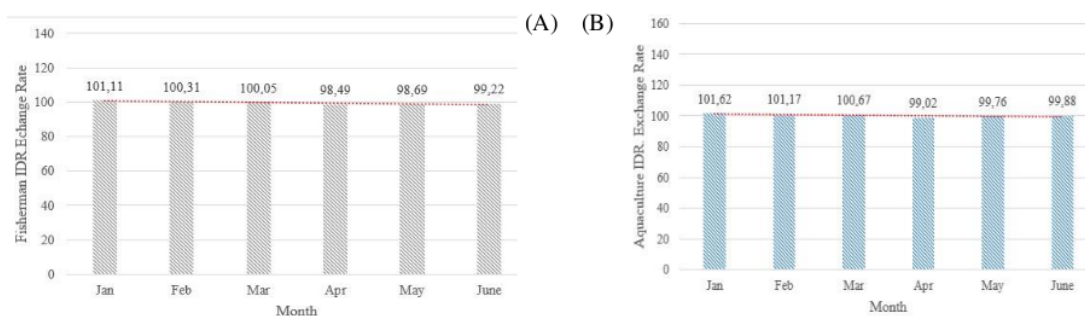 (A)
140
120
100
80
60
40
20
0
101,11 100,31 100,05 98,49 98,69 99,22
Fisherman IDR.Echange Rate
Jan Feb Mar Apr May June
Month
(B)
160
140
120
100
80
60
40
20
0
101,62 101,17 100,67 99,02 99,76 99,88
Aquaculture IDR. Exchange Rate
Jan Feb Mar Apr May June
Month